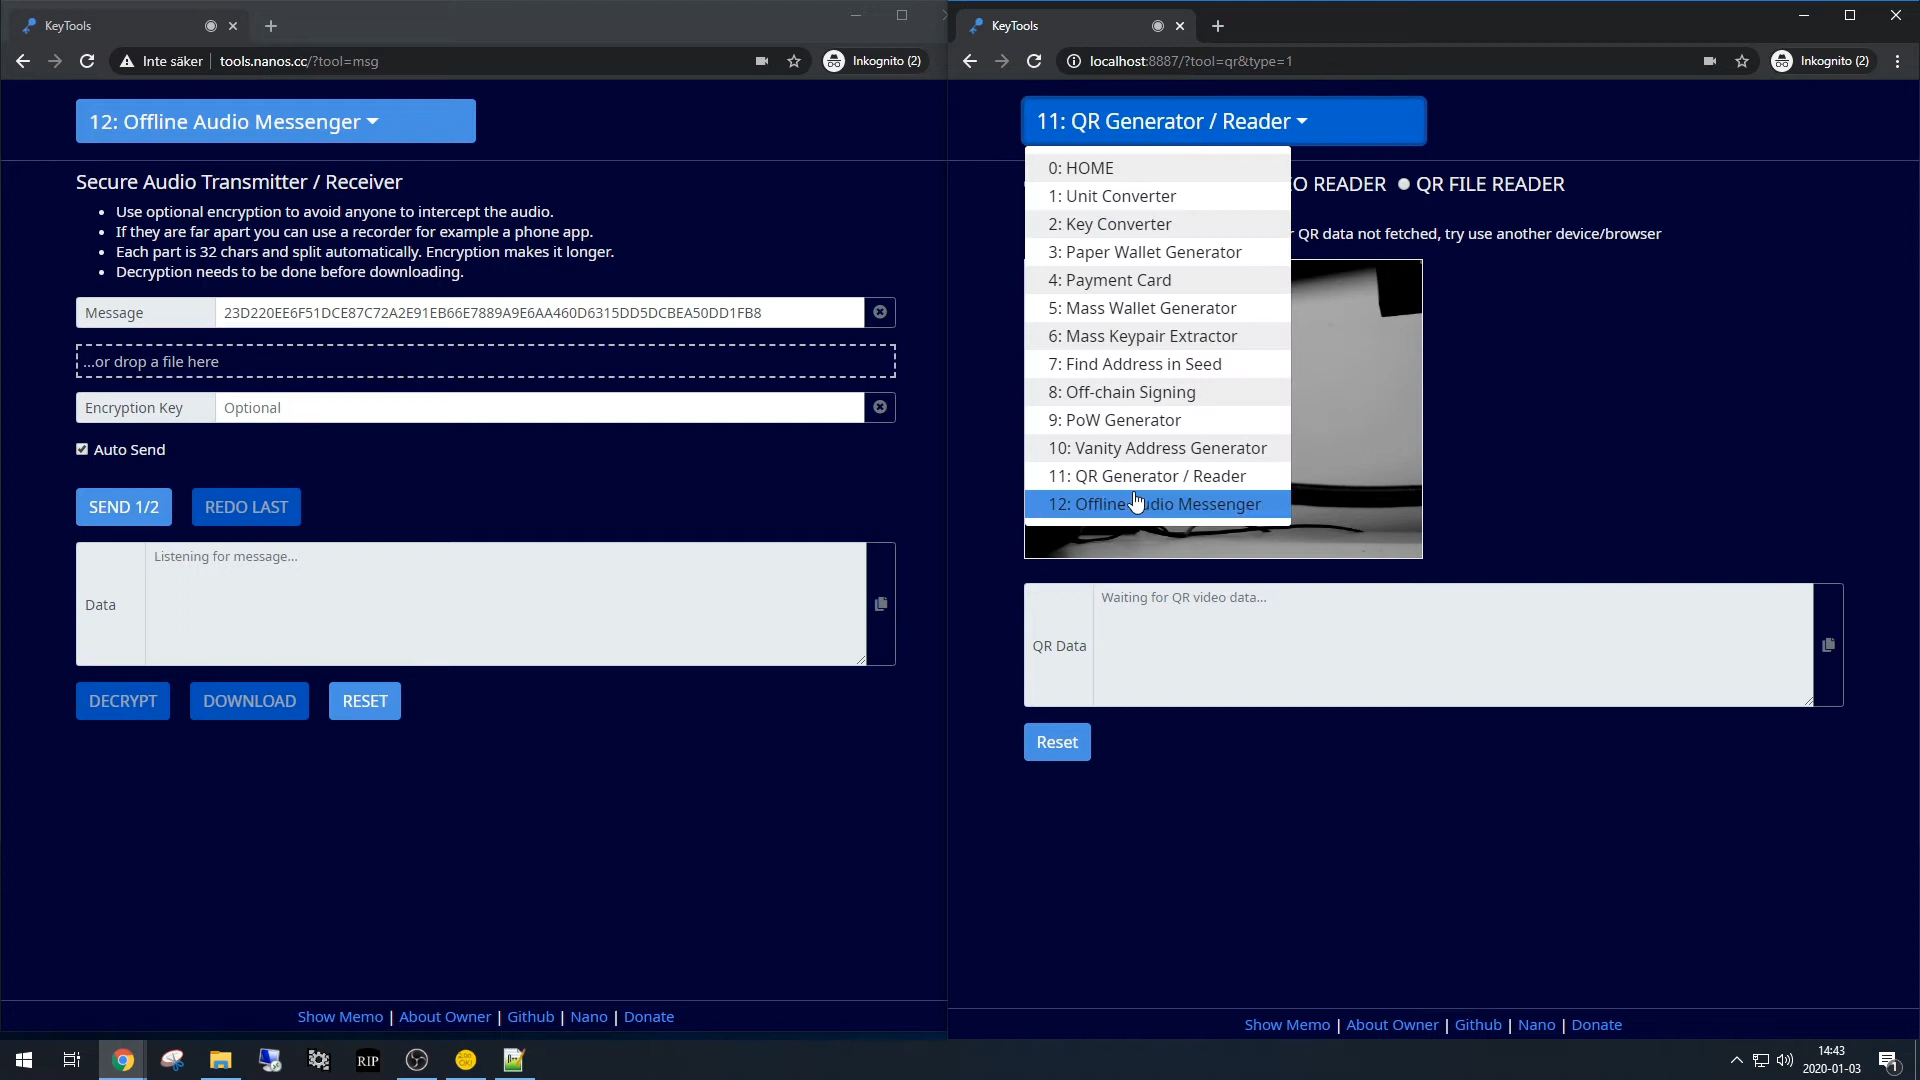 KeyTools
Inte säker
tools.nanos.cc/?tool=msg
Inkognito (2)
12: Offline Audio Messenger
Secure Audio Transmitter / Receiver
• Use optional encryption to avoid anyone to intercept the audio.
• If they are far apart you can use a recorder for example a phone app.
• Each part is 32 chars and split automatically. Encryption makes it longer.
• Decryption needs to be done before downloading.
Message
23D220EE6F51DCE87C72A2E91EB66E7889A9E6AA460D6315DD5DCBEA50DD1FB8
...or drop a file here
Encryption Key
Optional
Auto Send
SEND 1/2
REDO LAST
Listening for message...
Data
DECRYPT
DOWNLOAD
RESET
Show Memo | About Owner | Github | Nano | Donate
KeyTools
localhost:8887/?tool=qr&type=1
Inkognito (2)
11: QR Generator / Reader
0: HOME
1: Unit Converter
2: Key Converter
3: Paper Wallet Generator
4: Payment Card
5: Mass Wallet Generator
6: Mass Keypair Extractor
7: Find Address in Seed
8: Off-chain Signing
9: PoW Generator
10: Vanity Address Generator
11: QR Generator / Reader
12: Offline Audio Messenger
READER
QR FILE READER
QR data not fetched, try use another device/browser
Waiting for QR video data...
QR Data
Reset
Show Memo | About Owner | Github | Nano | Donate
RIP
14:43
2020-01-03
1